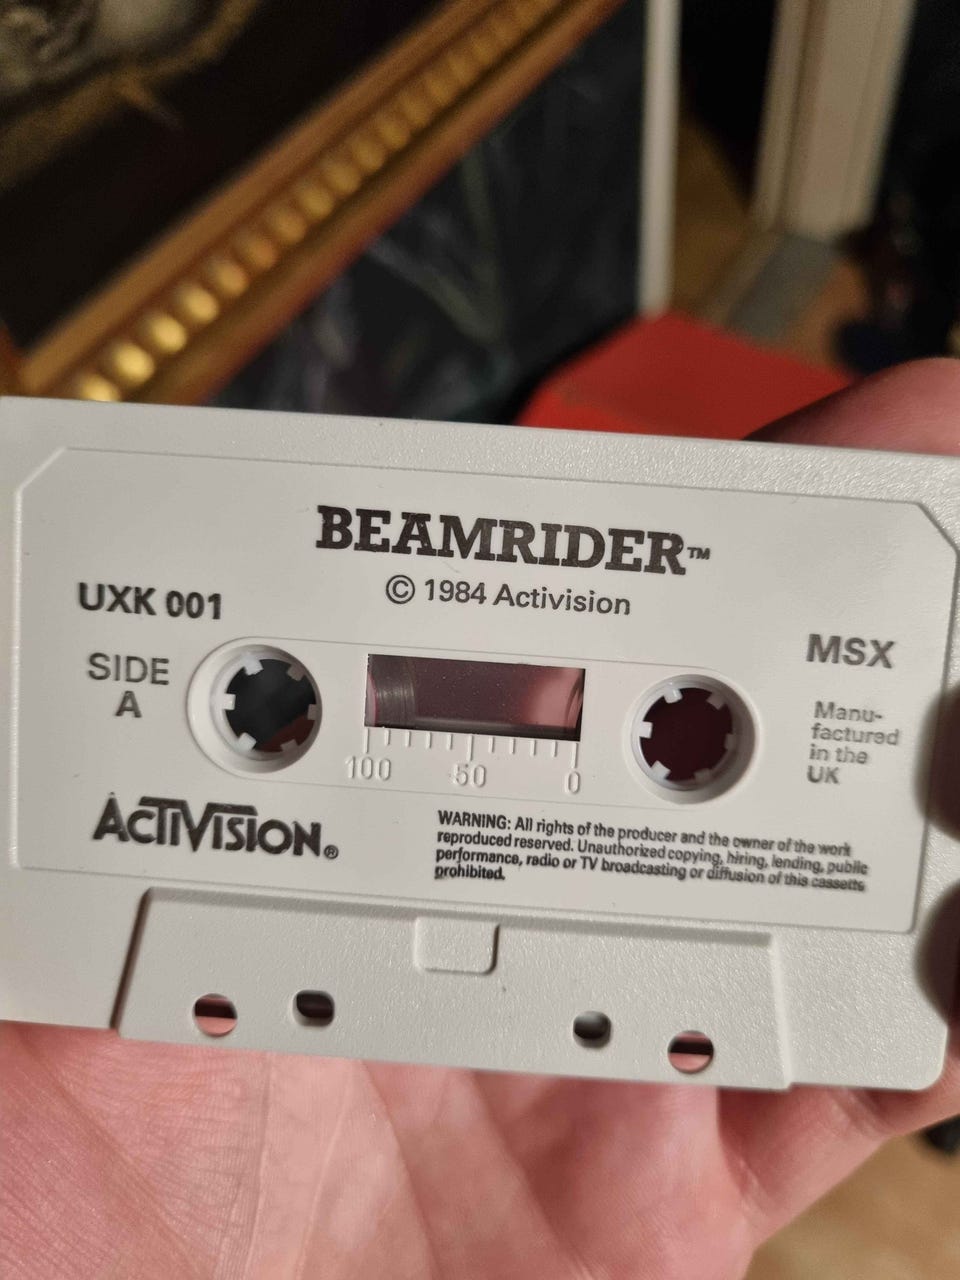 BEAMRIDER™
© 1984 Activision
UXK 001
SIDE
A
MSX
Manu-
factured
in the
UK
100 50 0
ACTIVISION®
WARNING: All rights of the producer and the owner of the work
reproduced reserved. Unauthorized copying, hiring, lending, public
performance, radio or TV broadcasting or diffusion of this cassette
prohibited.